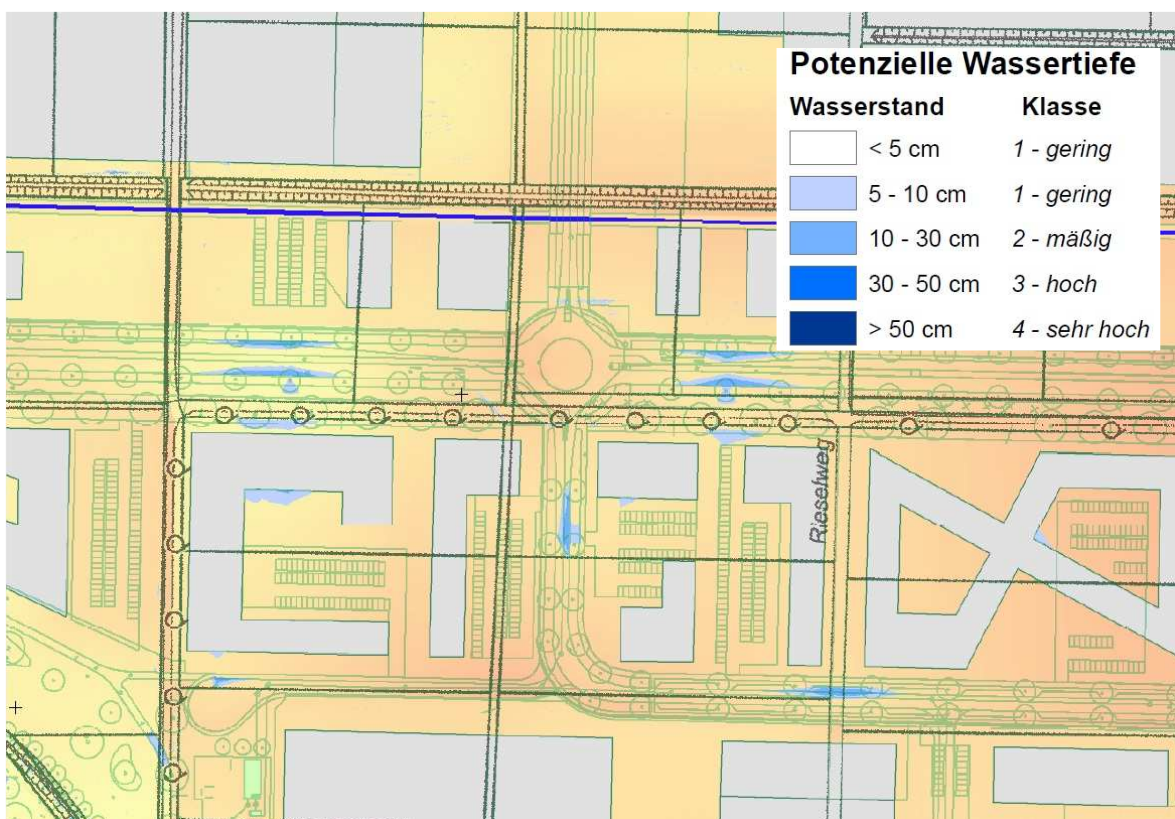 Potenzielle Wassertiefe
Wasserstand Klasse
< 5 cm 1 - gering
5 - 10 cm 1 - gering
10 - 30 cm 2 - mäßig
30 - 50 cm 3 - hoch
> 50 cm 4 - sehr hoch
Rieselweg